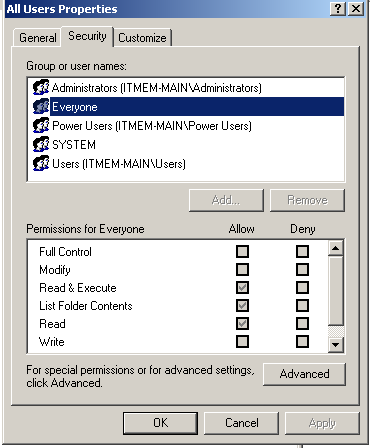 All Users Properties
General Security Customize
Group or user names:
Administrators (ITMEM-MAIN\Administrators)
Everyone
Power Users (ITMEM-MAIN\Power Users)
SYSTEM
Users (ITMEM-MAIN\Users)
Add... Remove
Permissions for Everyone Allow Deny
Full Control
Modify
Read & Execute
List Folder Contents
Read
Write
For special permissions or for advanced settings,
click Advanced.
Advanced
OK Cancel Apply